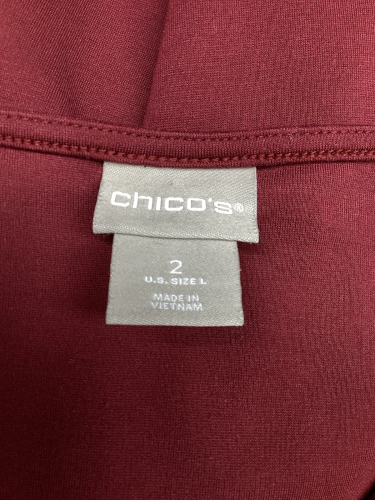 CHICO'S®
2
U.S. SIZE L
MADE IN
VIETNAM